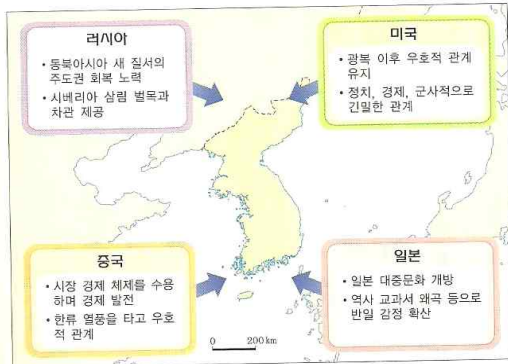 러시아
• 동북아시아 새 질서의
주도권 회복 노력
• 시베리아 삼림 벌목과
차관 제공
미국
• 광복 이후 우호적 관계
유지
• 정치, 경제, 군사적으로
긴밀한 관계
중국
• 시장 경제 체제를 수용
하며 경제 발전
• 한류 열풍을 타고 우호
적 관계
일본
• 일본 대중문화 개방
• 역사 교과서 왜곡 등으로
반일 감정 확산
0 200 km